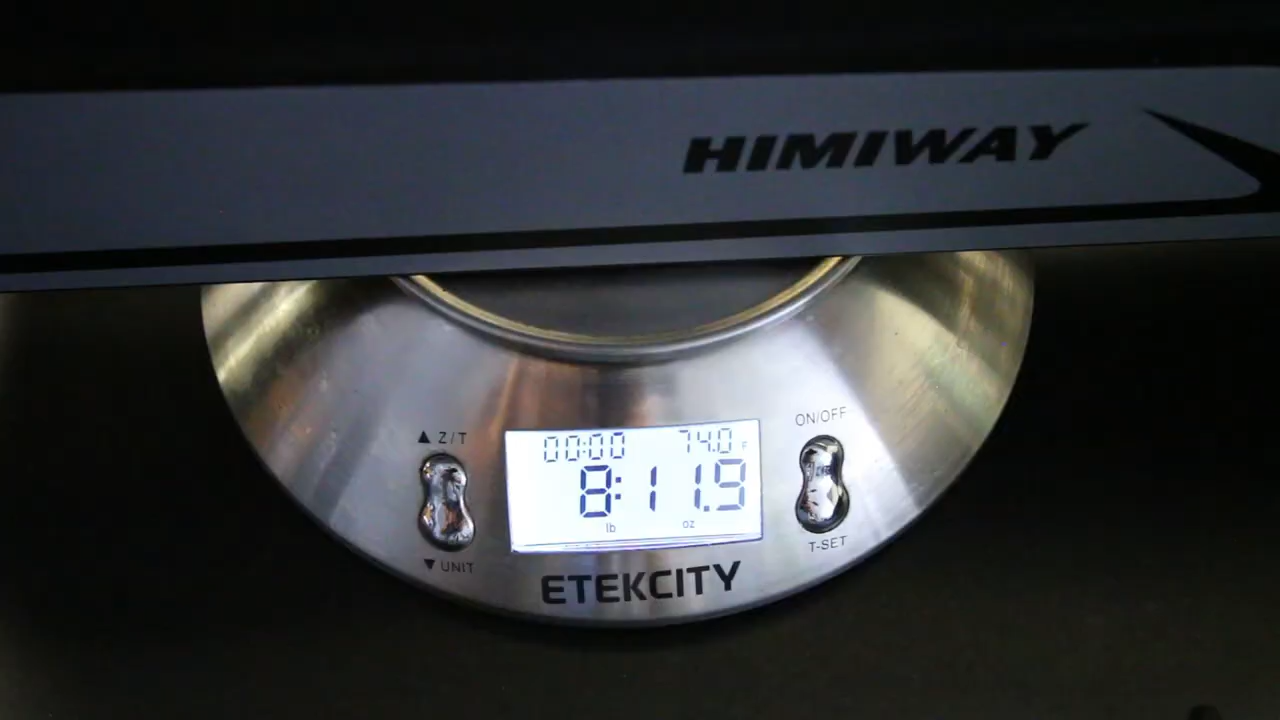 HIMIWAY
▲ Z/T
ON/OFF
00:00 74.0 F
8:11.9
lb oz
▼ UNIT
T-SET
ETEKCITY